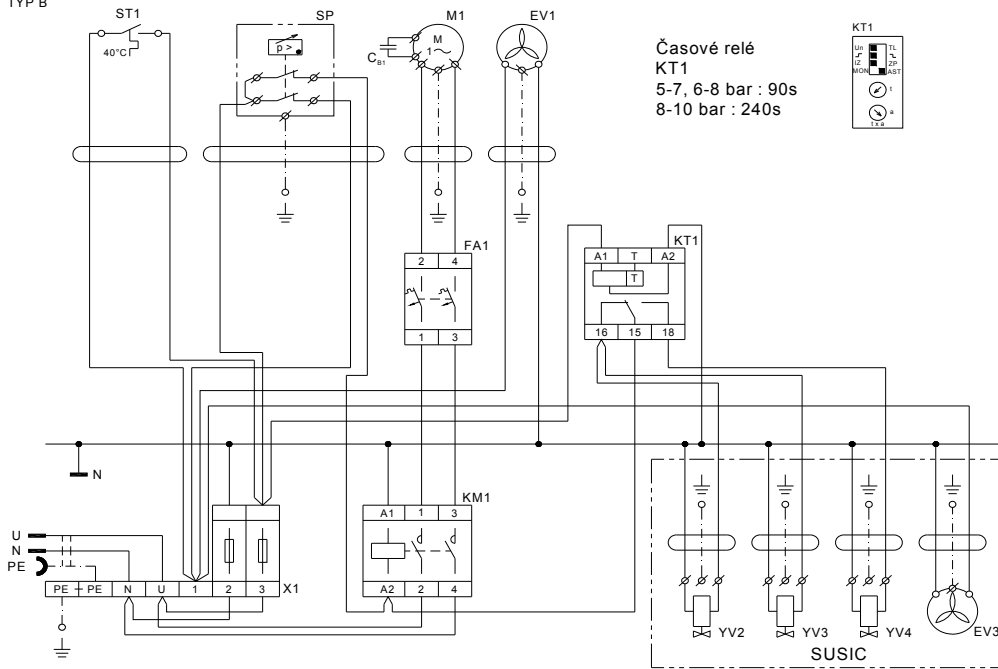 TYP B
ST1
40°C
SP
p >
M1
M
1
C B1
EV1
Časové relé
KT1
5-7, 6-8 bar : 90s
8-10 bar : 240s
KT1
Un TL
IZ ZP
MON AST
t
a
t x a
FA1
2 4
1 3
KT1
A1 T A2
T
16 15 18
N
KM1
A1 1 3
A2 2 4
U
N
PE
PE PE N U 1 2 3 X1
YV2 YV3 YV4 EV3
SUSIC